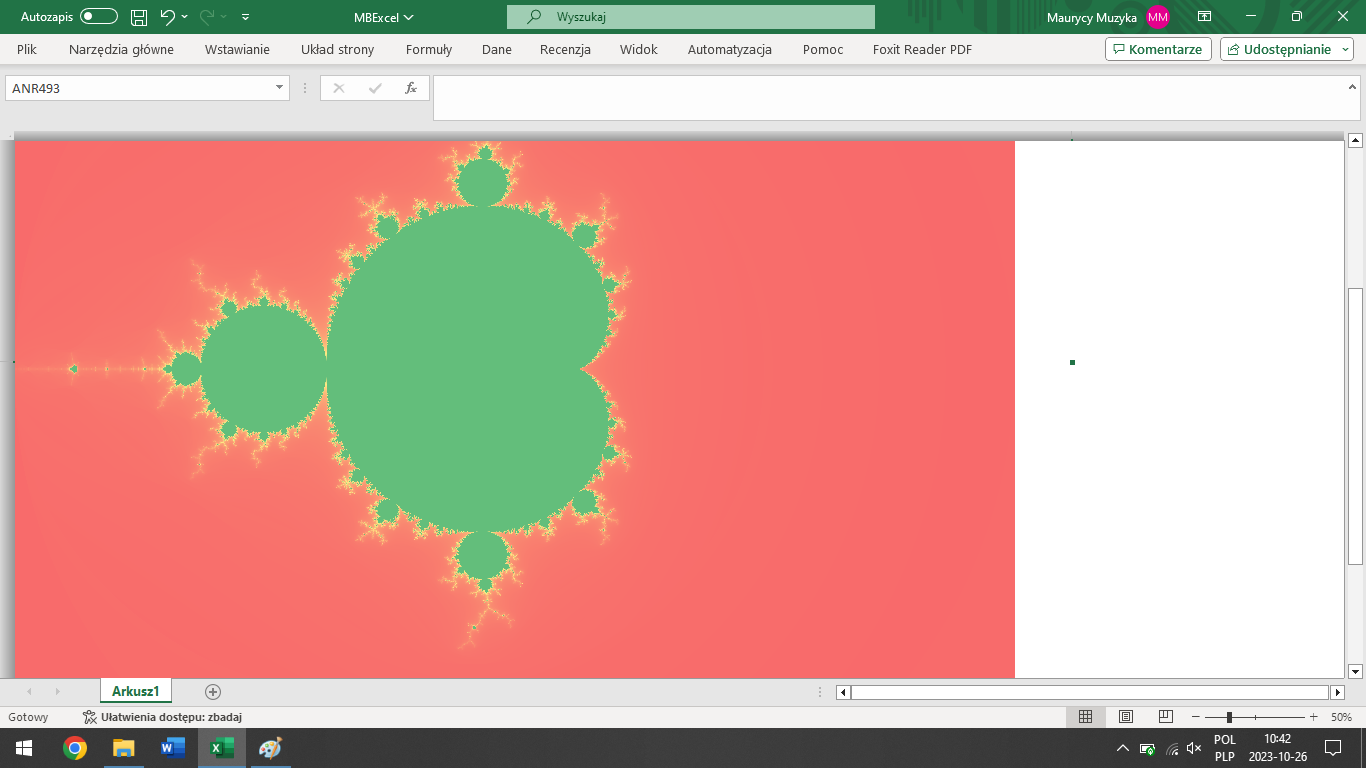 Autozapis
MBExcel
Wyszukaj
Maurycy Muzyka
MM
Plik
Narzędzia główne
Wstawianie
Układ strony
Formuły
Dane
Recenzja
Widok
Automatyzacja
Pomoc
Foxit Reader PDF
Komentarze
Udostępnianie
ANR493
fx
Arkusz1
Gotowy
Ułatwienia dostępu: zbadaj
50%
W
X
POL
PLP
10:42
2023-10-26